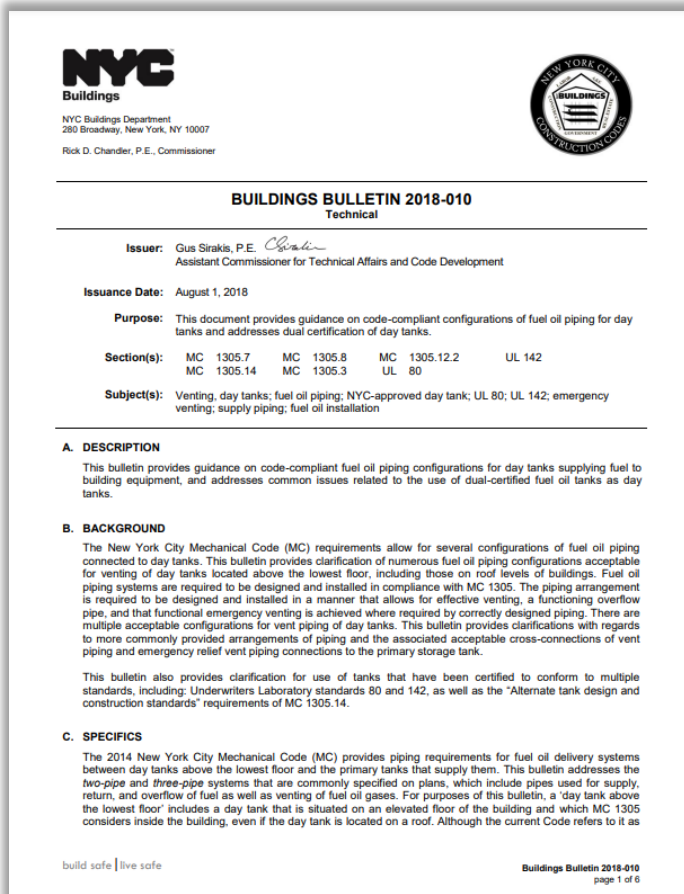 NYC
Buildings
NEW YORK CITY
BUILDINGS
CONSTRUCTION CODES
NYC Buildings Department
280 Broadway, New York, NY 10007
Rick D. Chandler, P.E., Commissioner
BUILDINGS BULLETIN 2018-010
Technical
Issuer: Gus Sirakis, P.E.
Assistant Commissioner for Technical Affairs and Code Development
Issuance Date: August 1, 2018
Purpose: This document provides guidance on code-compliant configurations of fuel oil piping for day
tanks and addresses dual certification of day tanks.
Section(s): MC 1305.7 MC 1305.8 MC 1305.12.2 UL 142
MC 1305.14 MC 1305.3 UL 80
Subject(s): Venting, day tanks; fuel oil piping; NYC-approved day tank; UL 80; UL 142; emergency
venting; supply piping; fuel oil installation
A. DESCRIPTION
This bulletin provides guidance on code-compliant fuel oil piping configurations for day tanks supplying fuel to
building equipment, and addresses common issues related to the use of dual-certified fuel oil tanks as day
tanks.
B. BACKGROUND
The New York City Mechanical Code (MC) requirements allow for several configurations of fuel oil piping
connected to day tanks. This bulletin provides clarification of numerous fuel oil piping configurations acceptable
for venting of day tanks located above the lowest floor, including those on roof levels of buildings. Fuel oil
piping systems are required to be designed and installed in compliance with MC 1305. The piping arrangement
is required to be designed and installed in a manner that allows for effective venting, a functioning overflow
pipe, and that functional emergency venting is achieved where required by correctly designed piping. There are
multiple acceptable configurations for vent piping of day tanks. This bulletin provides clarifications with regards
to more commonly provided arrangements of piping and the associated acceptable cross-connections of vent
piping and emergency relief vent piping connections to the primary storage tank.
This bulletin also provides clarification for use of tanks that have been certified to conform to multiple
standards, including: Underwriters Laboratory standards 80 and 142, as well as the “Alternate tank design and
construction standards” requirements of MC 1305.14.
C. SPECIFICS
The 2014 New York City Mechanical Code (MC) provides piping requirements for fuel oil delivery systems
between day tanks above the lowest floor and the primary tanks that supply them. This bulletin addresses the
two-pipe and three-pipe systems that are commonly specified on plans, which include pipes used for supply,
return, and overflow of fuel as well as venting of fuel oil gases. For purposes of this bulletin, a ‘day tank above
the lowest floor’ includes a day tank that is situated on an elevated floor of the building and which MC 1305
considers inside the building, even if the day tank is located on a roof. Although the current Code refers to it as
build safe | live safe
Buildings Bulletin 2018-010
page 1 of 6